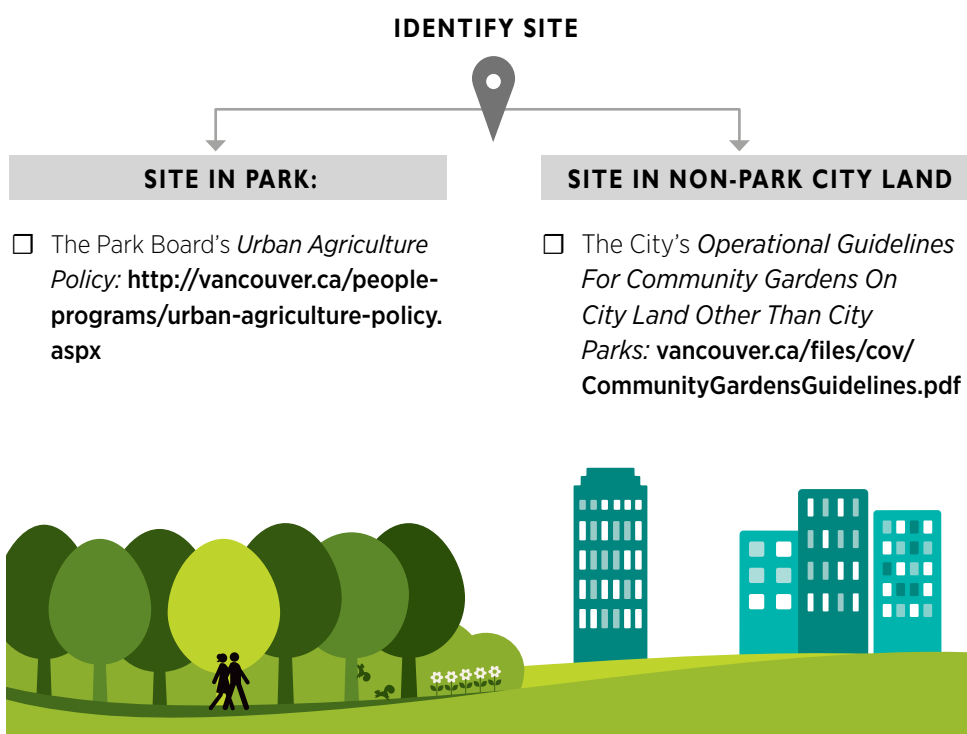 IDENTIFY SITE
SITE IN PARK:
❐ The Park Board's Urban Agriculture
Policy: http://vancouver.ca/people-
programs/urban-agriculture-policy.
aspx
SITE IN NON-PARK CITY LAND
❐ The City's Operational Guidelines
For Community Gardens On
City Land Other Than City
Parks: vancouver.ca/files/cov/
CommunityGardensGuidelines.pdf